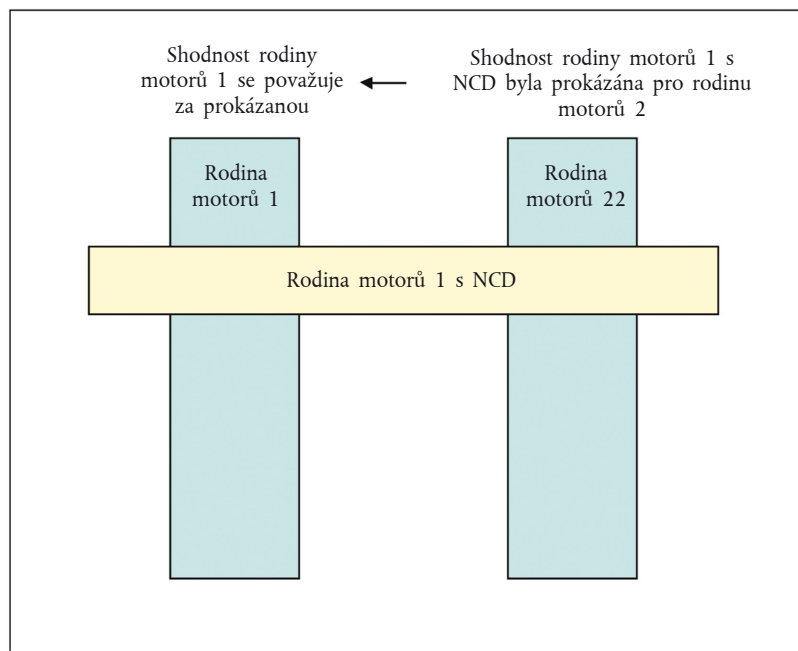 Shodnost rodiny
motorů 1 se považuje
za prokázanou
Shodnost rodiny motorů 1 s
NCD byla prokázána pro rodinu
motorů 2
Rodina
motorů 1
Rodina
motorů 22
Rodina motorů 1 s NCD